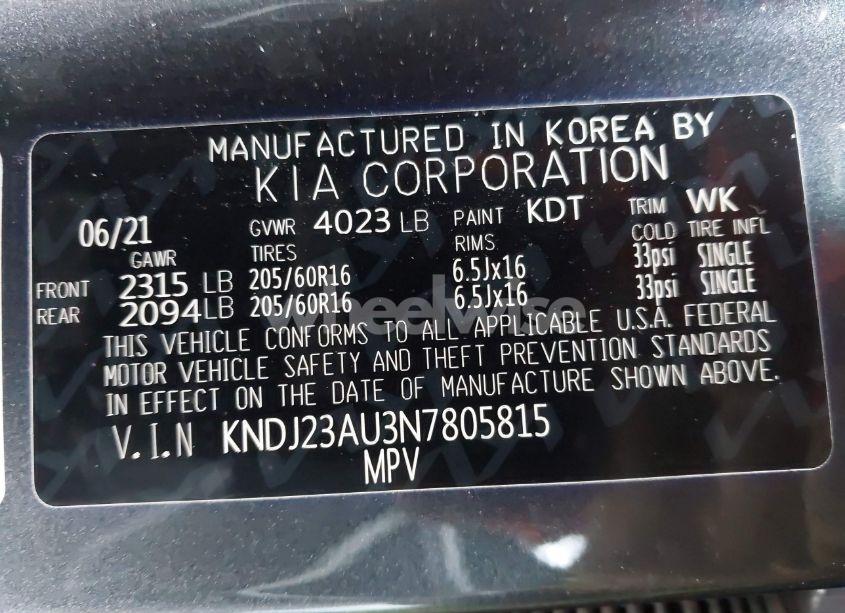 MANUFACTURED IN KOREA BY
KIA CORPORATION
06/21 GVWR 4023 LB PAINT KDT TRIM WK
GAWR TIRES RIMS COLD TIRE INFL
FRONT 2315 LB 205/60R16 6.5Jx16 33psi SINGLE
REAR 2094LB 205/60R16 6.5Jx16 33psi SINGLE
wheelwise
THIS VEHICLE CONFORMS TO ALL APPLICABLE U.S.A. FEDERAL
MOTOR VEHICLE SAFETY AND THEFT PREVENTION STANDARDS
IN EFFECT ON THE DATE OF MANUFACTURE SHOWN ABOVE.
V.I.N KNDJ23AU3N7805815
MPV